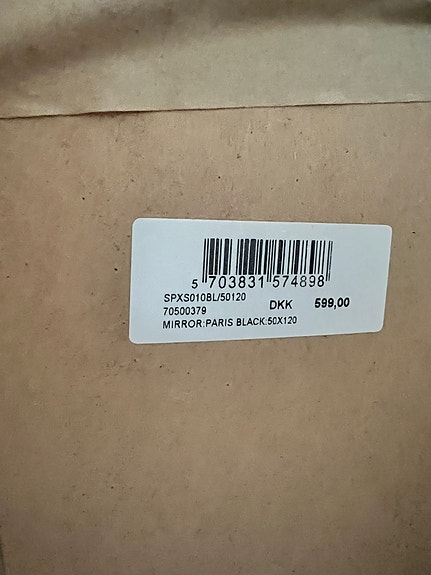 5 703831 574898
SPXS010BL/50120
70500379
DKK 599,00
MIRROR:PARIS BLACK:50X120